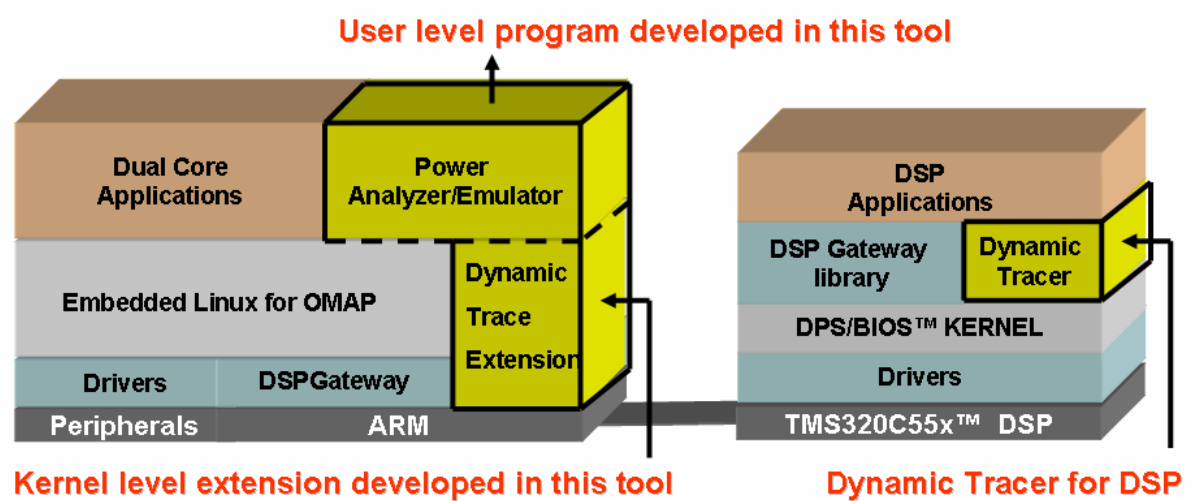 User level program developed in this tool
Dual Core
Applications
Power
Analyzer/Emulator
Embedded Linux for OMAP
Dynamic
Trace
Extension
Drivers
DSPGateway
Peripherals
ARM
Kernel level extension developed in this tool
DSP
Applications
DSP Gateway
library
Dynamic
Tracer
DPS/BIOS™ KERNEL
Drivers
TMS320C55x™ DSP
Dynamic Tracer for DSP